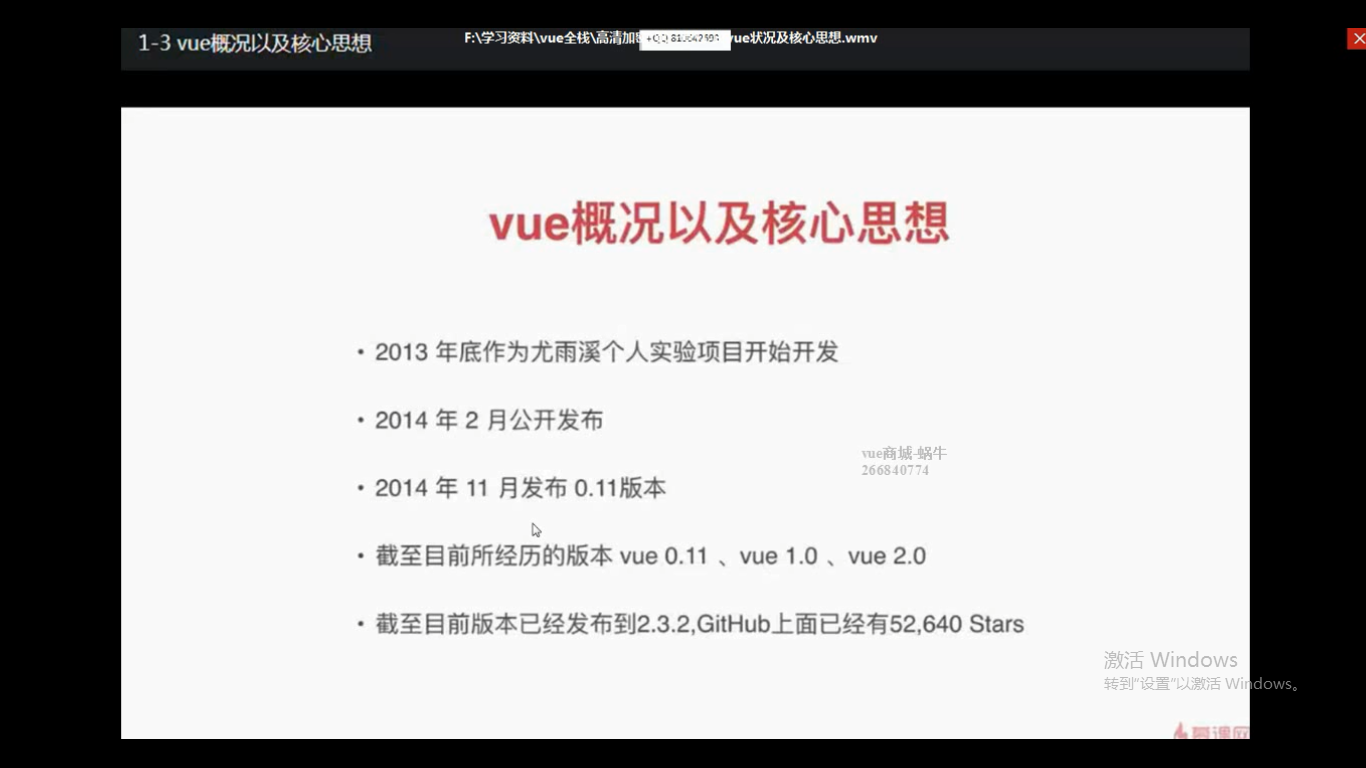 1-3 vue概况以及核心思想
F:\学习资料\vue全栈\高清加 vue状况及核心思想.wmv
vue概况以及核心思想
• 2013 年底作为尤雨溪个人实验项目开始开发
• 2014 年 2 月公开发布
vue商城-蜗牛
266840774
• 2014 年 11 月发布 0.11版本
• 截至目前所经历的版本 vue 0.11 、vue 1.0 、vue 2.0
• 截至目前版本已经发布到2.3.2,GitHub上面已经有52,640 Stars
激活 Windows
转到"设置"以激活 Windows。
慕课网